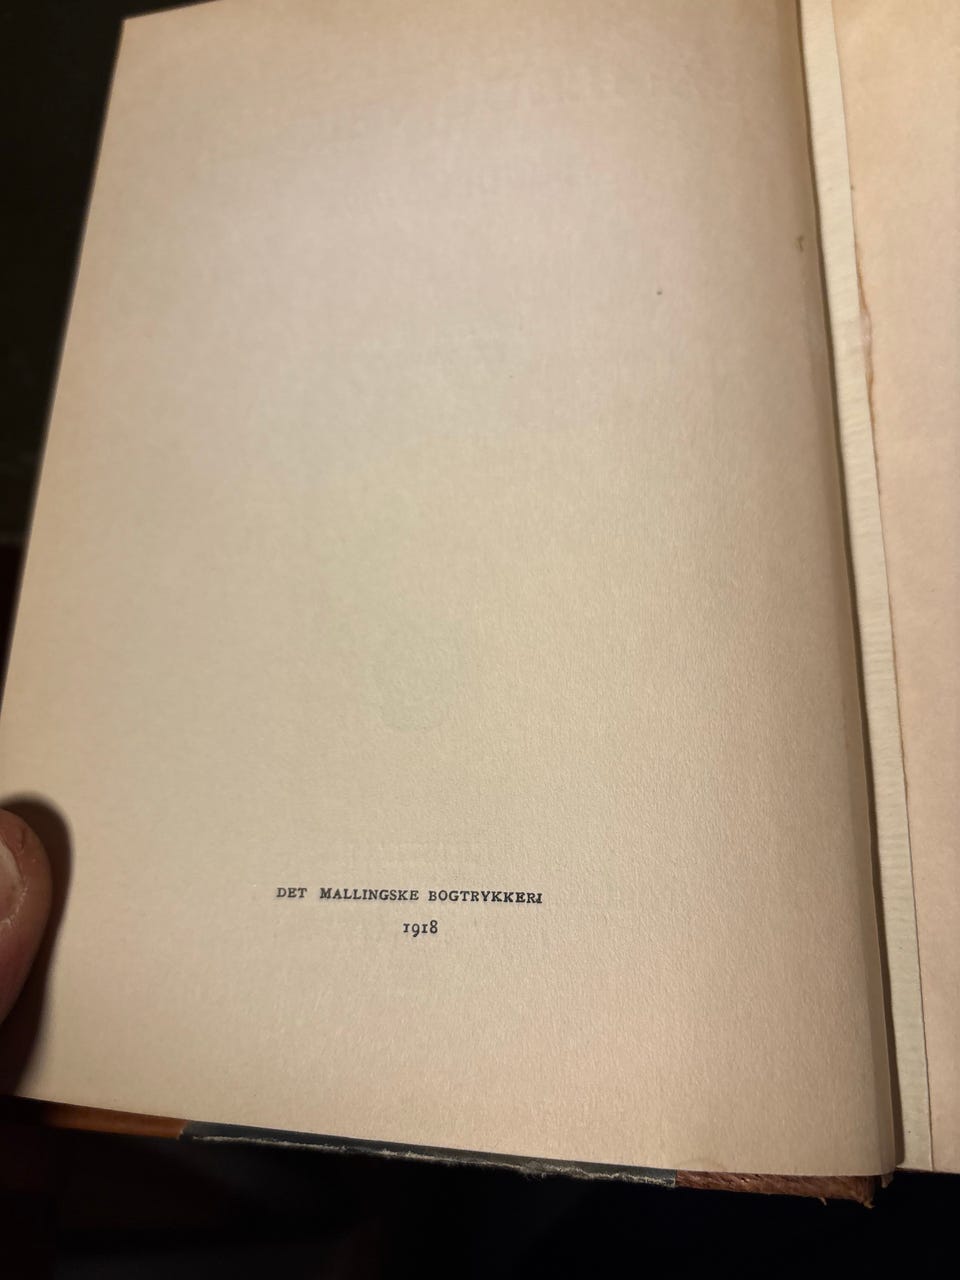 DET MALLINGSKE BOGTRYKKERI
1918